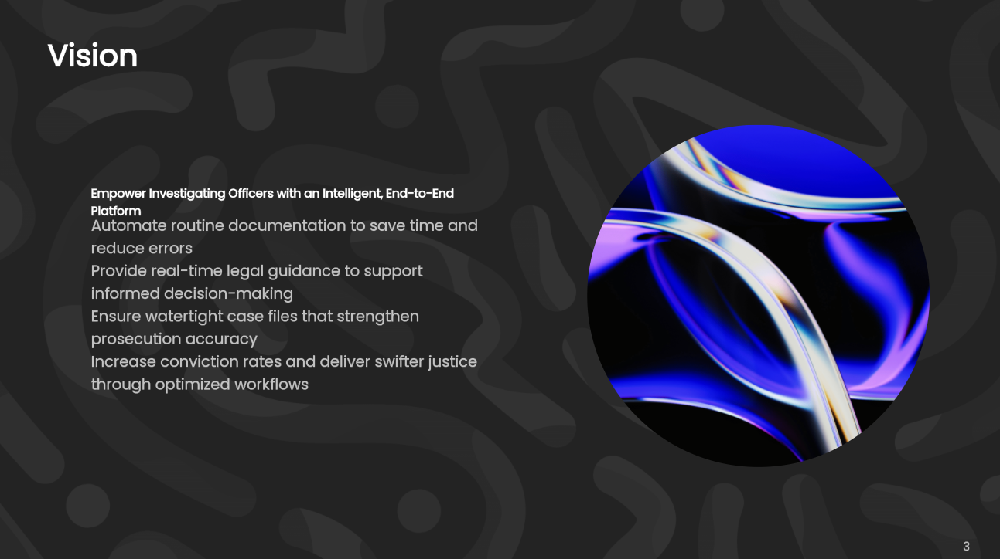 Vision
Empower Investigating Officers with an Intelligent, End-to-End
Platform
Automate routine documentation to save time and
reduce errors
Provide real-time legal guidance to support
informed decision-making
Ensure watertight case files that strengthen
prosecution accuracy
Increase conviction rates and deliver swifter justice
through optimized workflows
3